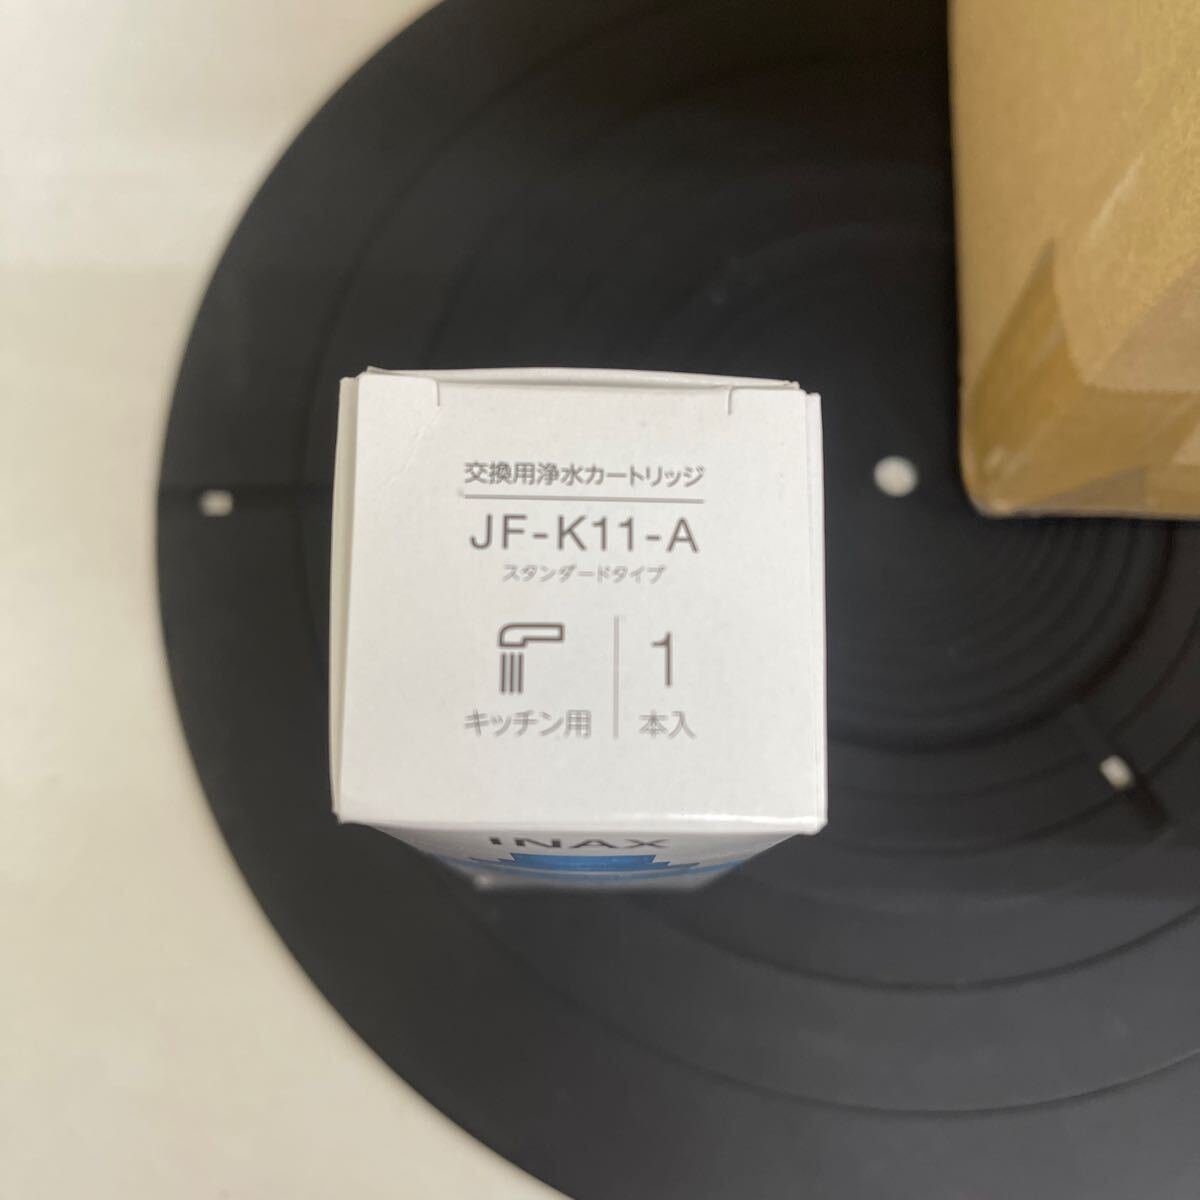 交換用浄水カートリッジ
JF-K11-A
スタンダードタイプ
1
キッチン用
本入
INAX